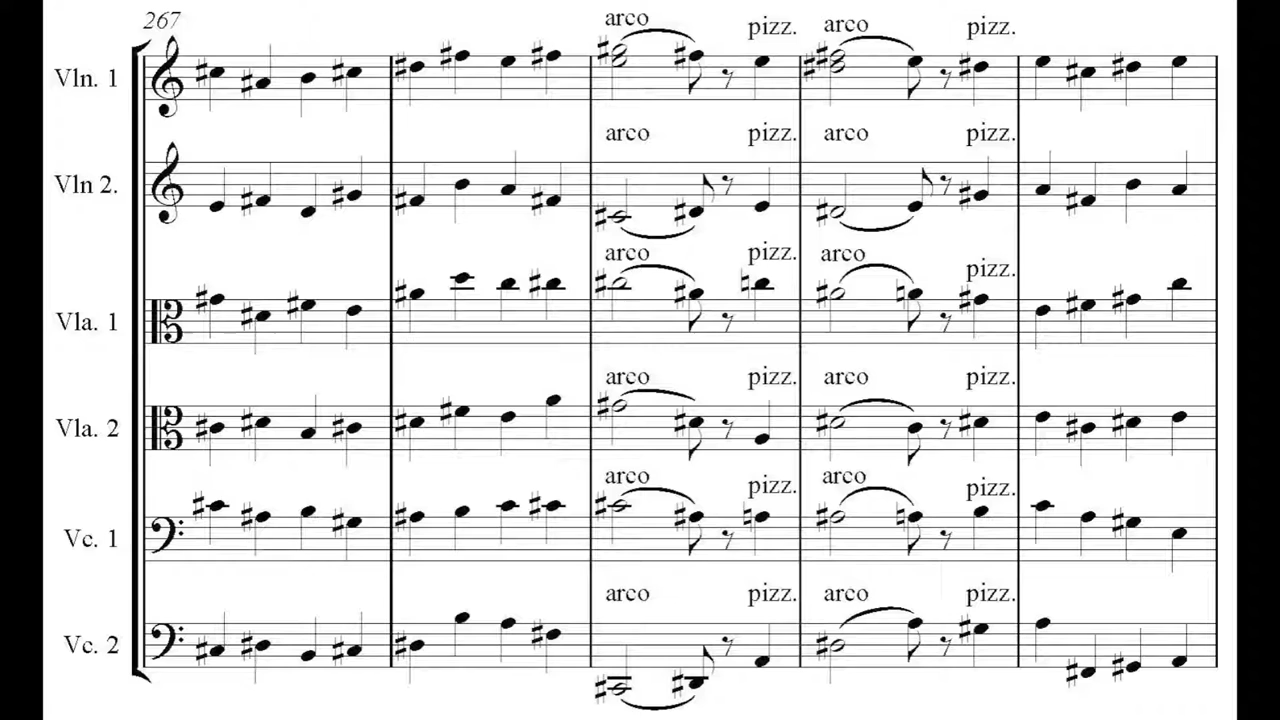 267
arco pizz. arco pizz.
Vln. 1
arco pizz. arco pizz.
Vln 2.
arco pizz. arco pizz.
Vla. 1
arco pizz. arco pizz.
Vla. 2
arco pizz. arco pizz.
Vc. 1
arco pizz. arco pizz.
Vc. 2